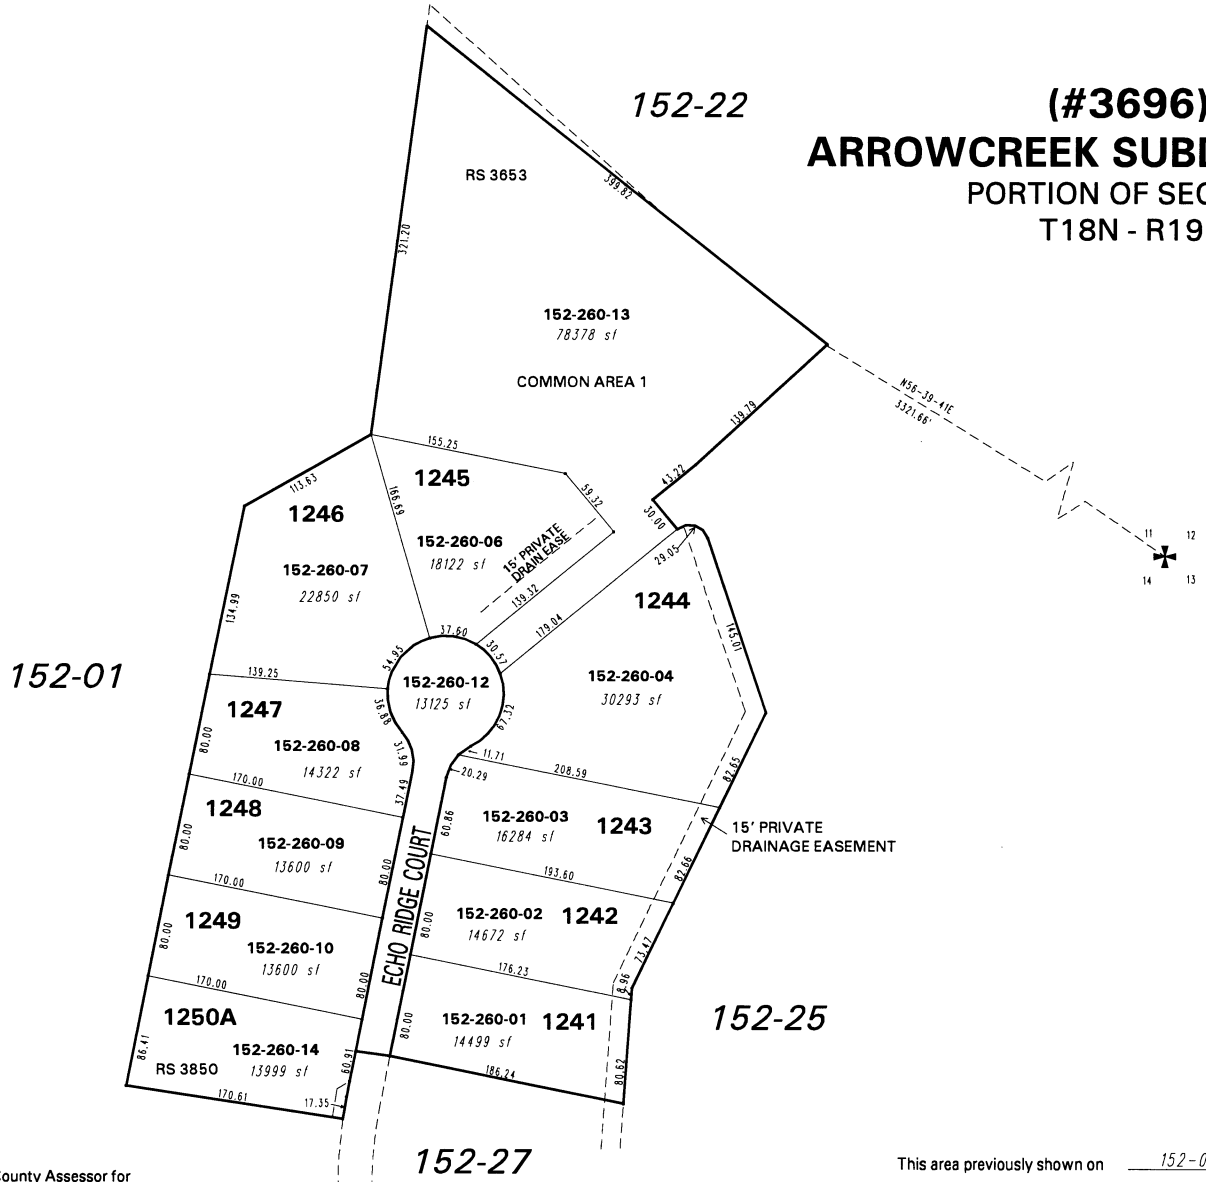 152-22
(#3696)
ARROWCREEK SUBD
PORTION OF SEC
T18N - R19
RS 3653
399.82
321.20
152-260-13
78378 sf
COMMON AREA 1
139.79
N56-39-41E
3321.66'
43.22
155.25
1245
59.32
113.63
166.69
1246
30.00
11
12
14
13
152-260-06
18122 sf
15' PRIVATE
DRAIN EASE
29.05
152-260-07
22850 sf
139.32
1244
134.99
179.04
145.01
37.60
30.57
54.95
152-01
139.25
152-260-12
13125 sf
152-260-04
30293 sf
36.88
67.32
1247
80.00
31.99
152-260-08
14322 sf
11.71
208.59
20.29
82.65
170.00
37.49
1248
60.86
152-260-03
16284 sf
1243
15' PRIVATE
DRAINAGE EASEMENT
80.00
152-260-09
13600 sf
80.00
193.60
82.66
170.00
ECHO RIDGE COURT
1249
152-260-02
14672 sf
1242
80.00
80.00
152-260-10
13600 sf
73.47
176.23
170.00
80.00
8.96
1250A
152-260-01
14499 sf
1241
80.00
152-25
86.41
152-260-14
13999 sf
RS 3850
60.91
186.24
80.62
170.61
17.35
152-27
This area previously shown on 152-0
County Assessor for